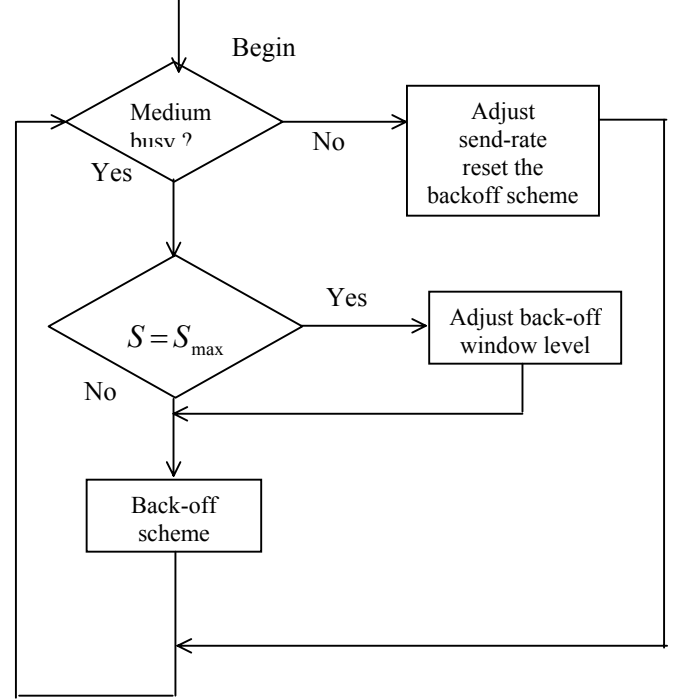 Begin
Medium
busy ?
No
Adjust
send-rate
reset the
backoff scheme
Yes
S = Smax
Yes
Adjust back-off
window level
No
Back-off
scheme